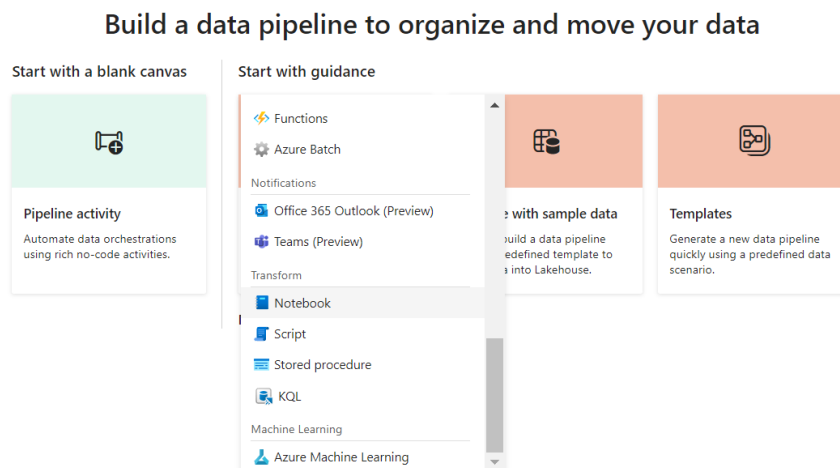 Build a data pipeline to organize and move your data
Start with a blank canvas
Start with guidance
Pipeline activity
Automate data orchestrations
using rich no-code activities.
Functions
Azure Batch
Notifications
Office 365 Outlook (Preview)
Teams (Preview)
Transform
Notebook
Script
Stored procedure
KQL
Machine Learning
Azure Machine Learning
with sample data
build a data pipeline
redefined template to
into Lakehouse.
Templates
Generate a new data pipeline
quickly using a predefined data
scenario.